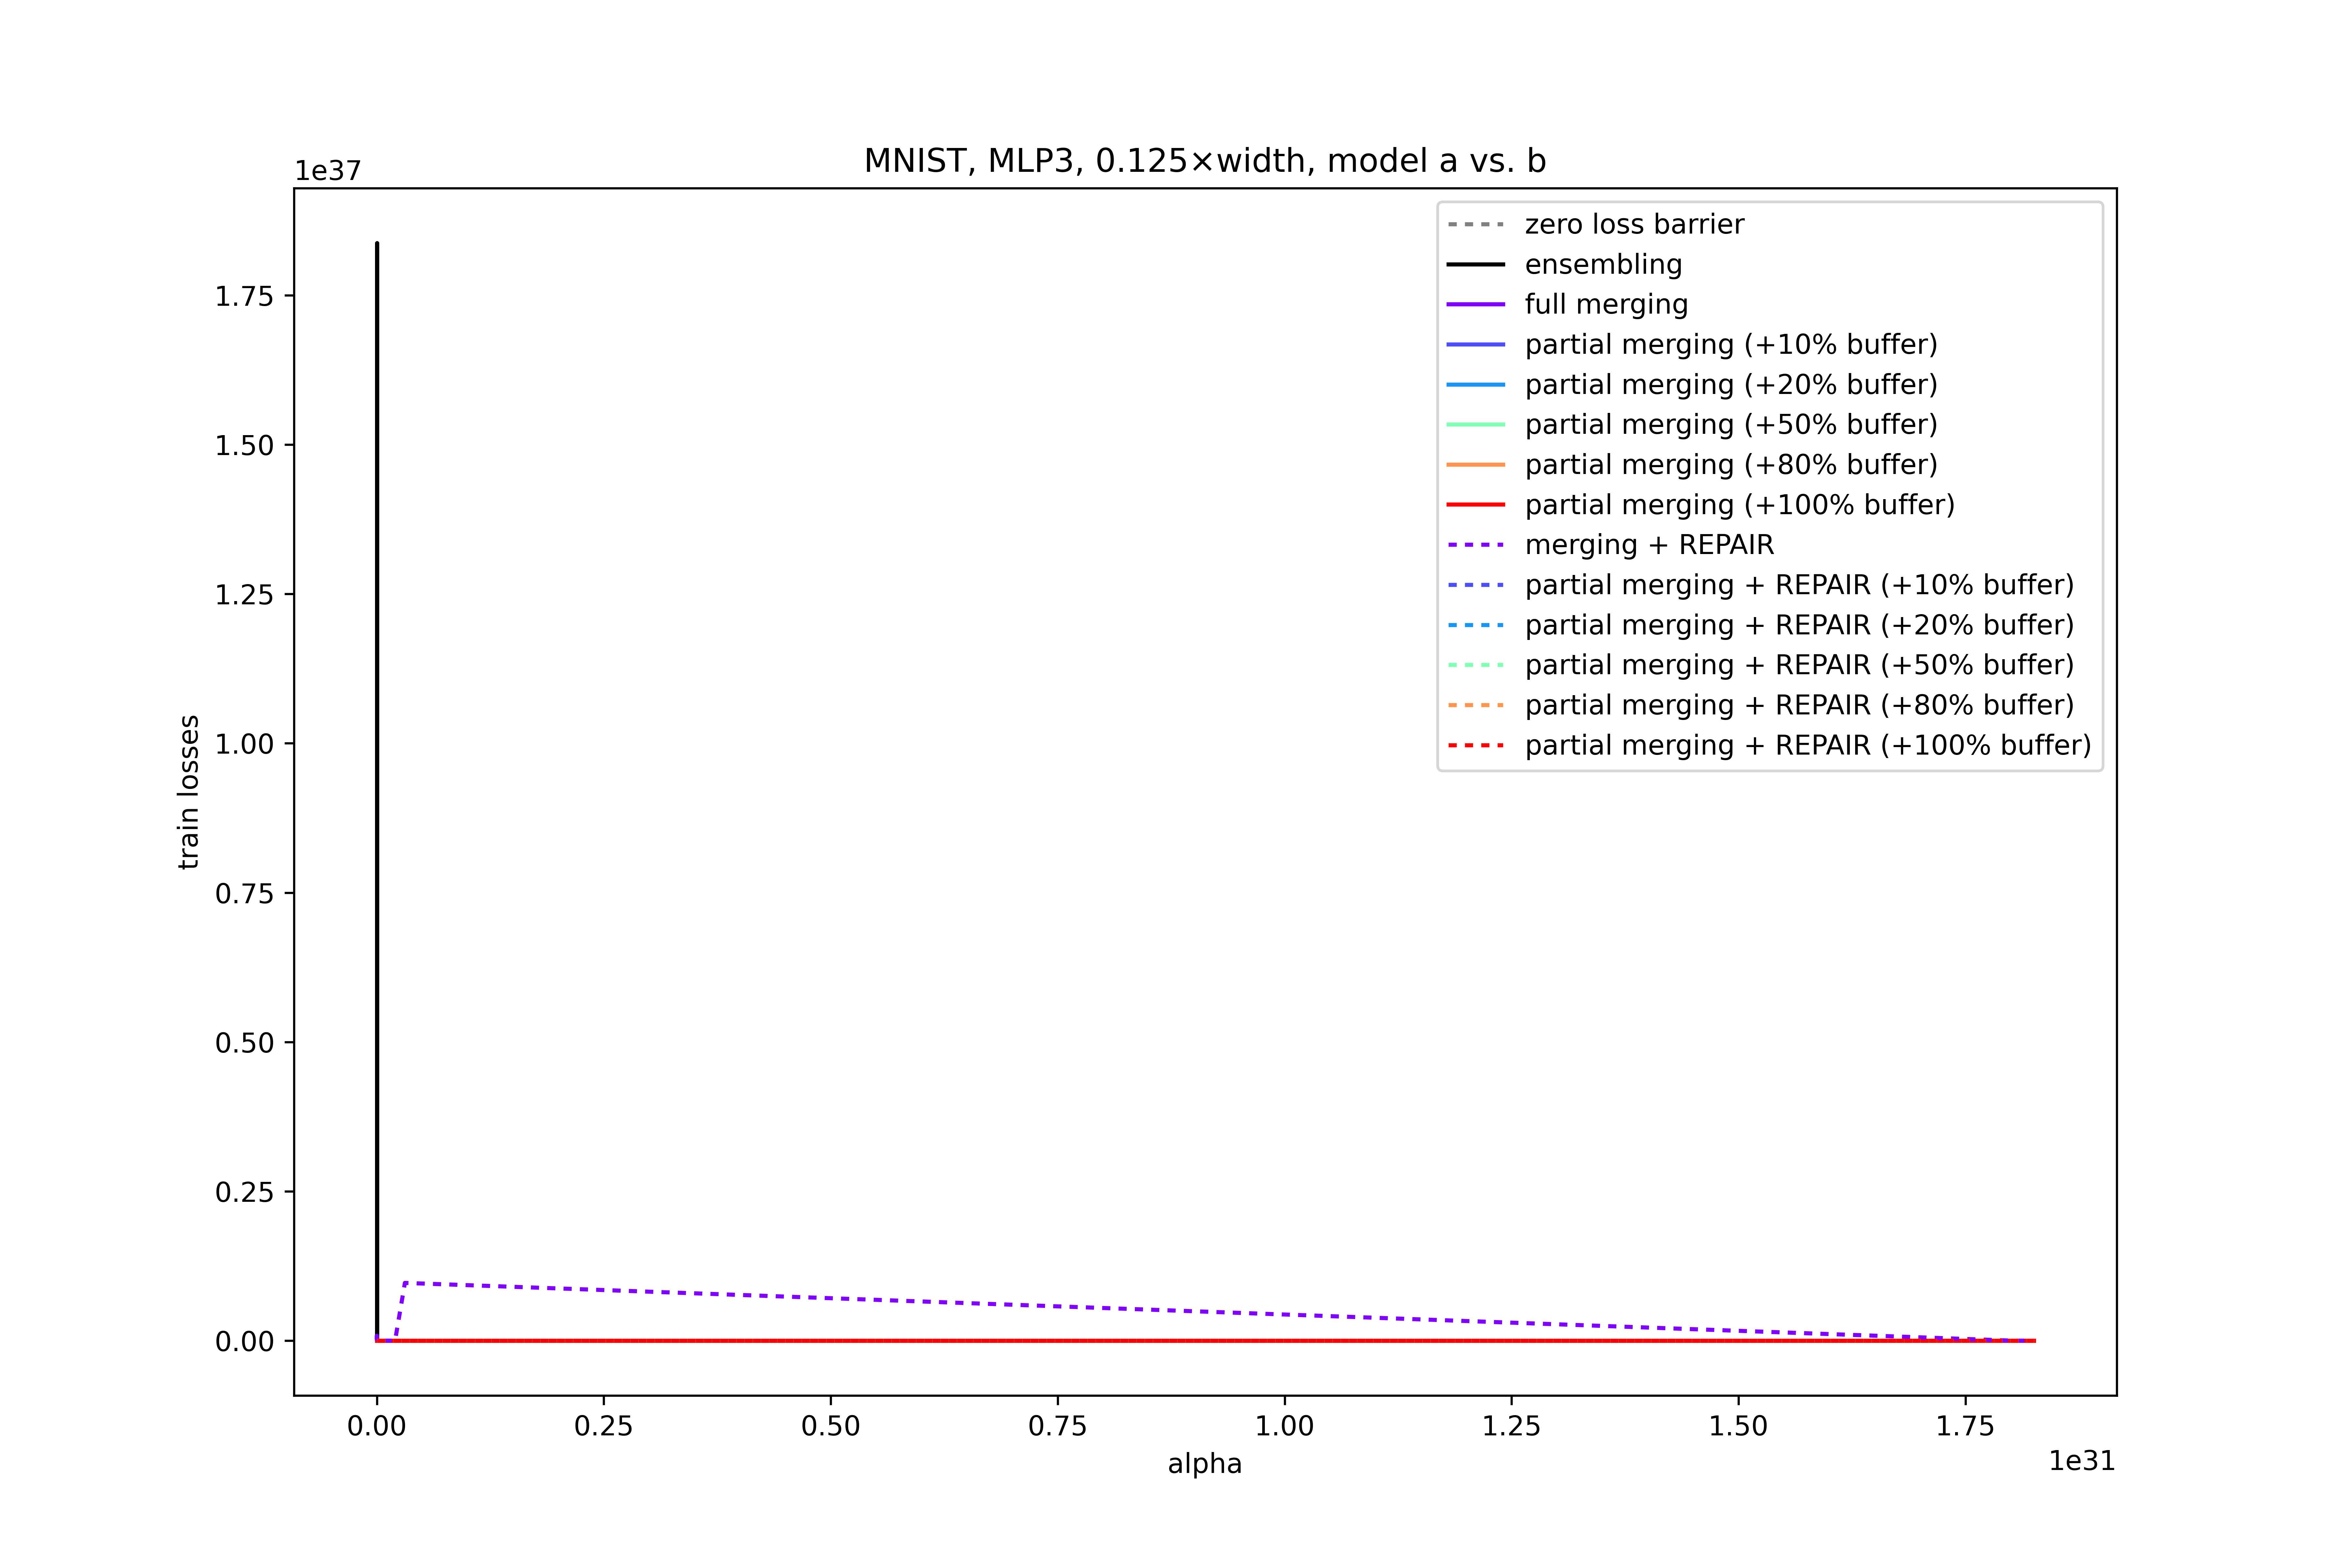 MNIST, MLP3, 0.125×width, model a vs. b
1e37
zero loss barrier
ensembling
full merging
partial merging (+10% buffer)
partial merging (+20% buffer)
partial merging (+50% buffer)
partial merging (+80% buffer)
partial merging (+100% buffer)
merging + REPAIR
partial merging + REPAIR (+10% buffer)
partial merging + REPAIR (+20% buffer)
partial merging + REPAIR (+50% buffer)
partial merging + REPAIR (+80% buffer)
partial merging + REPAIR (+100% buffer)
train losses
1.75
1.50
1.25
1.00
0.75
0.50
0.25
0.00
0.00 0.25 0.50 0.75 1.00 1.25 1.50 1.75
alpha
1e31